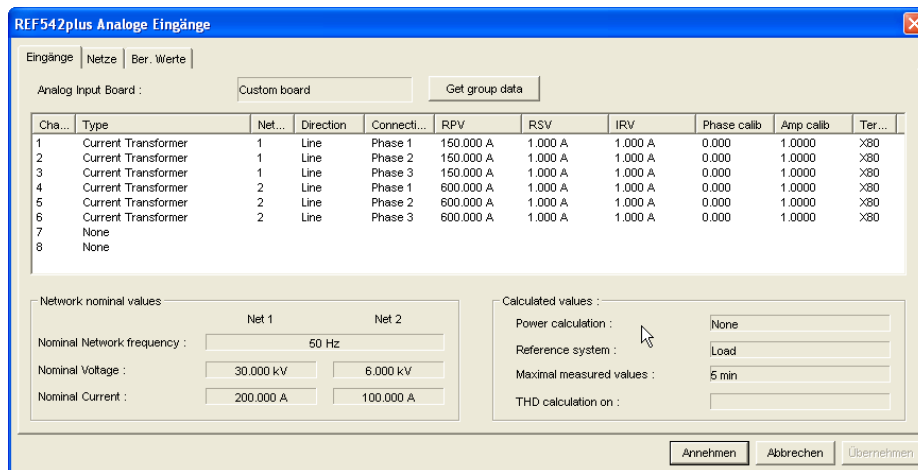 REF542plus Analoge Eingänge
Eingänge Netze Ber. Werte
Analog Input Board : Custom board Get group data
Cha... Type Net... Direction Connecti... RPV RSV IRV Phase calib Amp calib Ter...
1 Current Transformer 1 Line Phase 1 150.000 A 1.000 A 1.000 A 0.000 1.0000 X80
2 Current Transformer 1 Line Phase 2 150.000 A 1.000 A 1.000 A 0.000 1.0000 X80
3 Current Transformer 1 Line Phase 3 150.000 A 1.000 A 1.000 A 0.000 1.0000 X80
4 Current Transformer 2 Line Phase 1 600.000 A 1.000 A 1.000 A 0.000 1.0000 X80
5 Current Transformer 2 Line Phase 2 600.000 A 1.000 A 1.000 A 0.000 1.0000 X80
6 Current Transformer 2 Line Phase 3 600.000 A 1.000 A 1.000 A 0.000 1.0000 X80
7 None
8 None
Network nominal values
Net 1 Net 2
Nominal Network frequency : 50 Hz
Nominal Voltage : 30.000 kV 6.000 kV
Nominal Current : 200.000 A 100.000 A
Calculated values :
Power calculation : None
Reference system : Load
Maximal measured values : 5 min
THD calculation on :
Annehmen Abbrechen Übernehmen